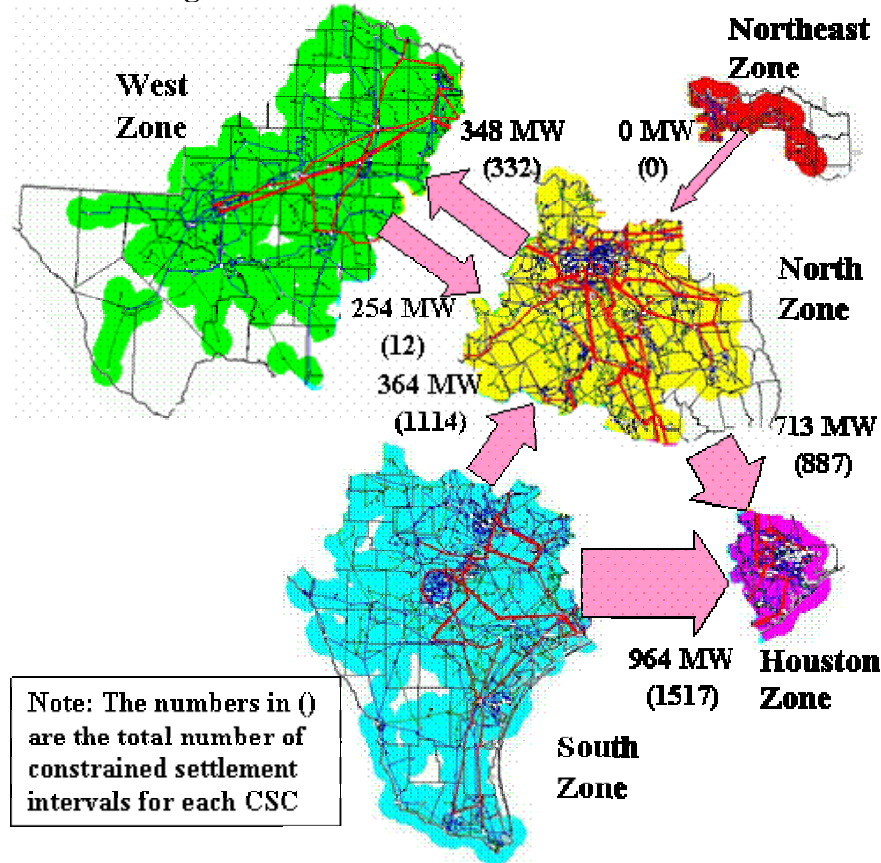 Northeast
Zone
West
Zone
348 MW
(332)
0 MW
(0)
North
Zone
254 MW
(12)
364 MW
(1114)
713 MW
(887)
964 MW
(1517)
Houston
Zone
South
Zone
Note: The numbers in ()
are the total number of
constrained settlement
intervals for each CSC